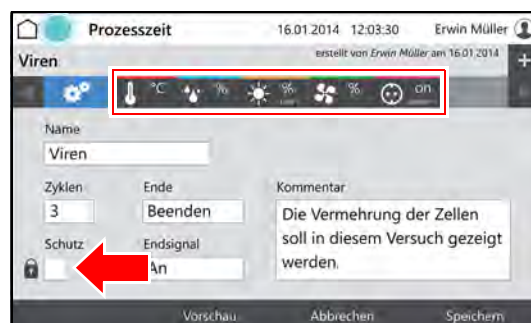 Prozesszeit 16.01.2014 12:03:30 Erwin Müller
Viren erstellt von Erwin Müller am 16.01.2014 +
°C % % % on
Name
Viren
Zyklen Ende Kommentar
3 Beenden Die Vermehrung der Zellen
soll in diesem Versuch gezeigt
werden.
Schutz Endsignal
An
Vorschau Abbrechen Speichern